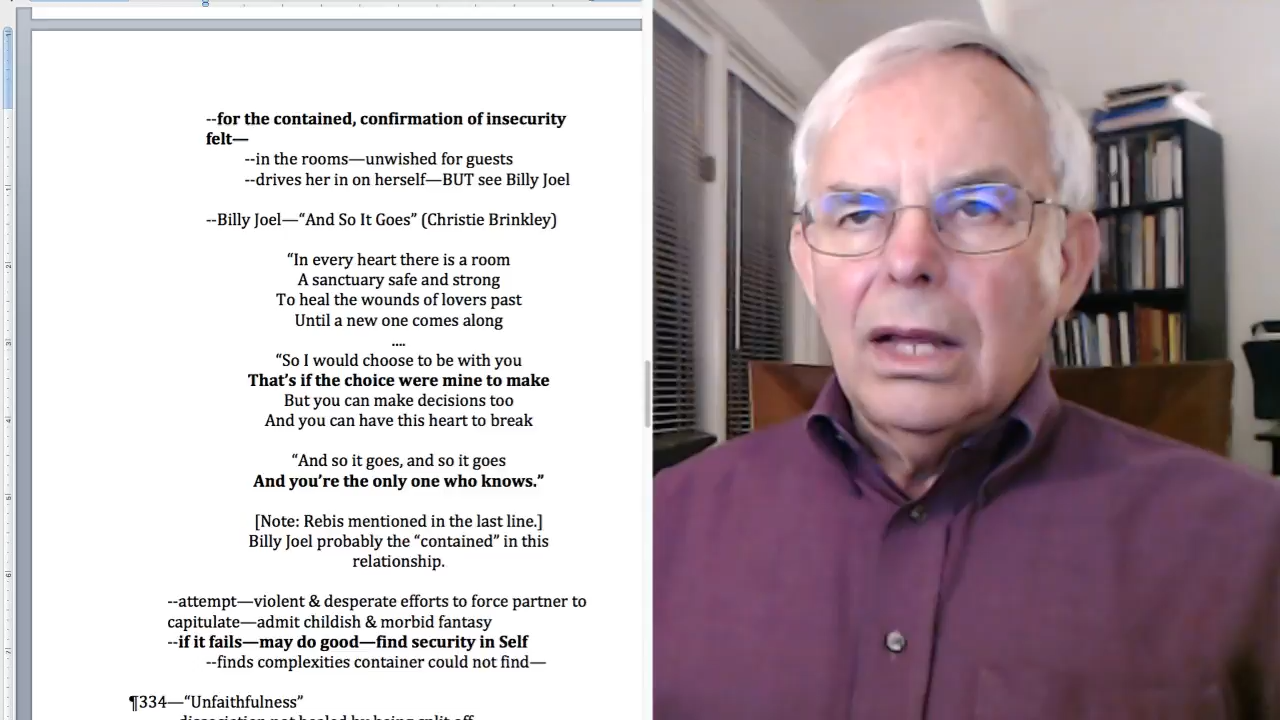 --for the contained, confirmation of insecurity
felt—
--in the rooms—unwished for guests
--drives her in on herself—BUT see Billy Joel
--Billy Joel—“And So It Goes” (Christie Brinkley)
“In every heart there is a room
A sanctuary safe and strong
To heal the wounds of lovers past
Until a new one comes along
....
“So I would choose to be with you
That’s if the choice were mine to make
But you can make decisions too
And you can have this heart to break
“And so it goes, and so it goes
And you’re the only one who knows.”
[Note: Rebis mentioned in the last line.]
Billy Joel probably the “contained” in this
relationship.
--attempt—violent & desperate efforts to force partner to
capitulate—admit childish & morbid fantasy
--if it fails—may do good—find security in Self
--finds complexities container could not find—
¶334—“Unfaithfulness”
--dissociation not healed by being split off